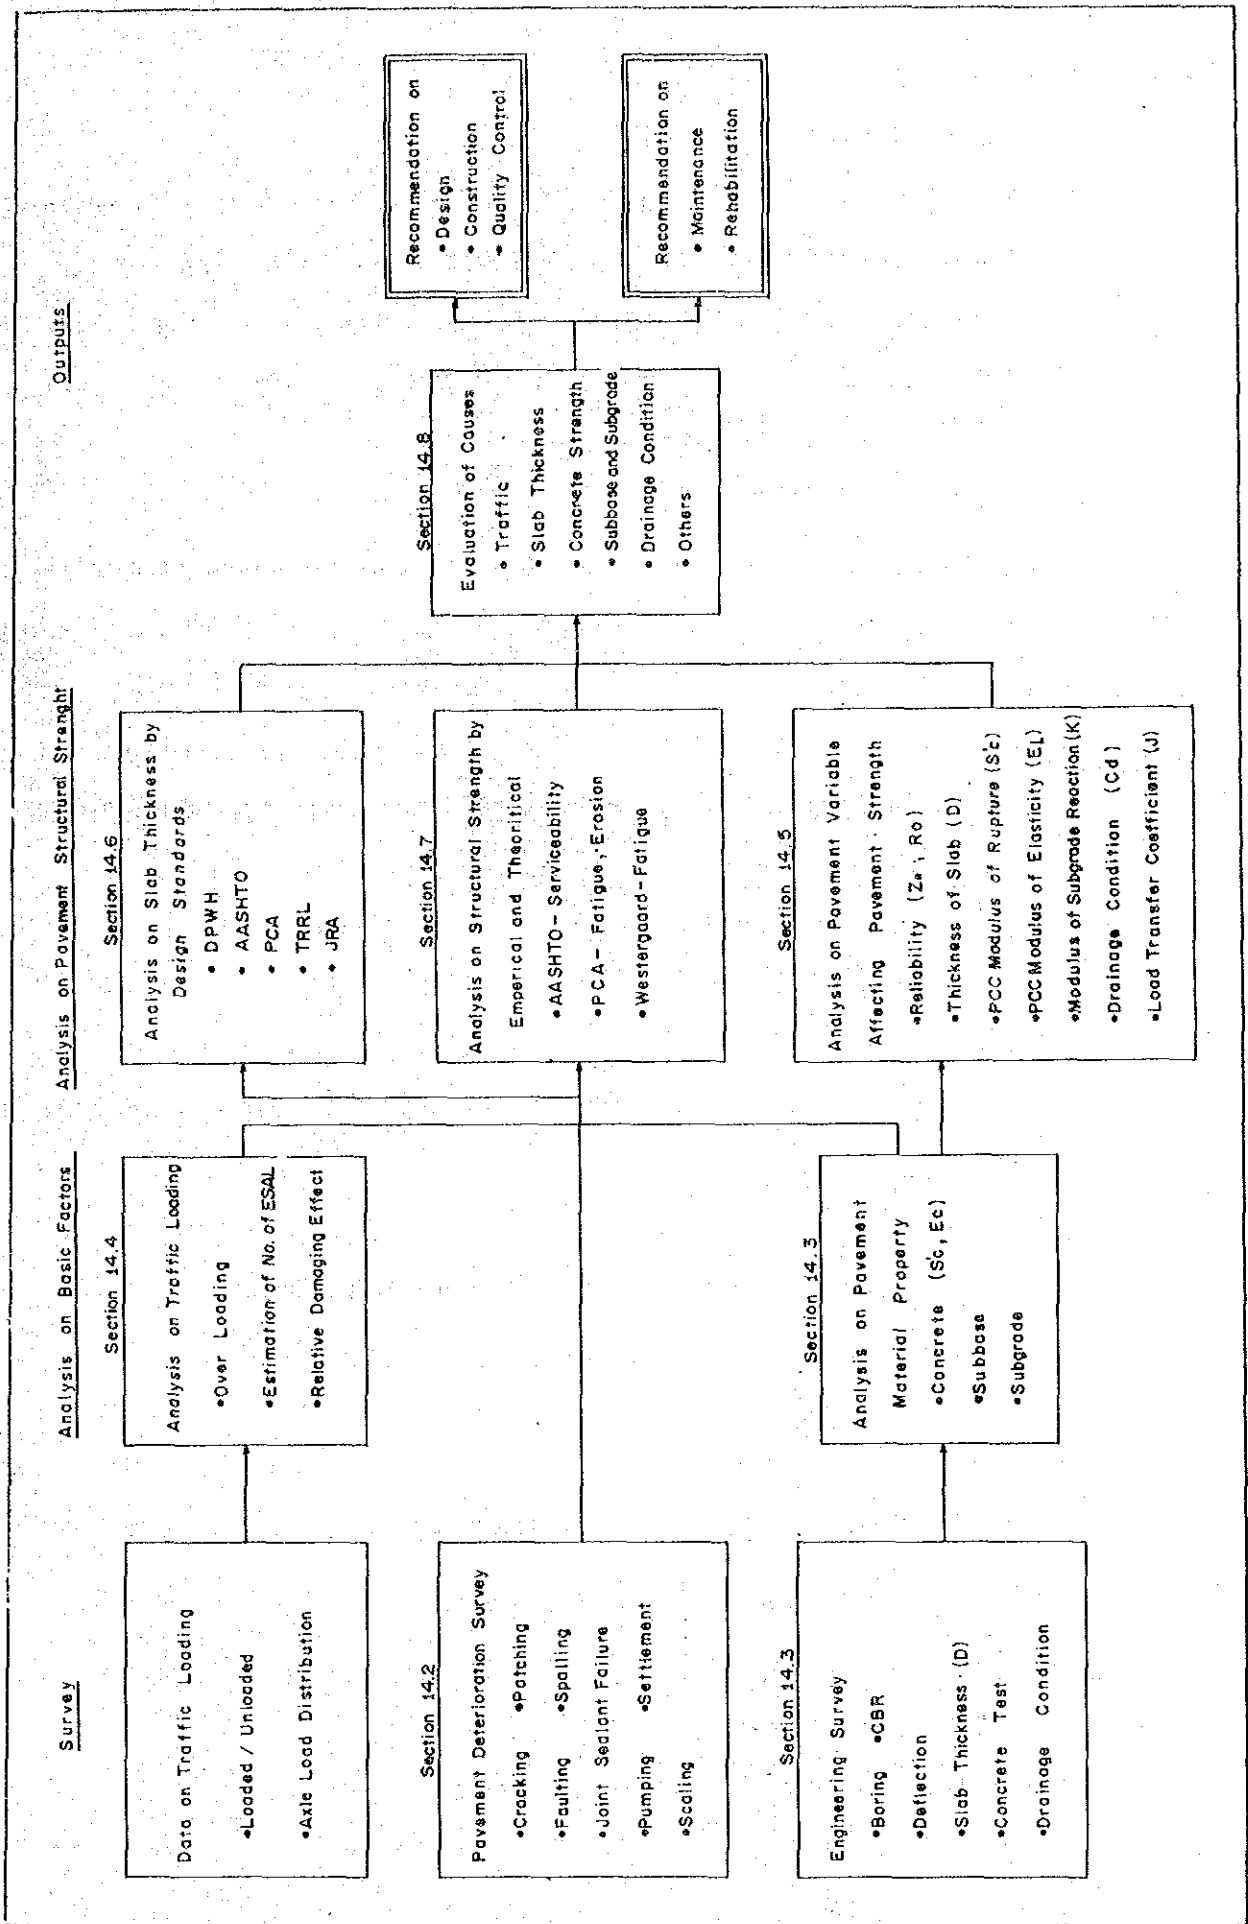 Survey
Analysis on Basic Factors
Analysis on Pavement Structural Strenght
Outputs
Data on Traffic Loading
•Loaded / Unloaded
•Axle Load Distribution
Section 14.2
Pavement Deterioration Survey
•Cracking •Patching
•Faulting •Spalling
•Joint Sealant Failure
•Pumping •Settlement
•Scaling
Section 14.3
Engineering Survey
•Boring •CBR
•Deflection
•Slab Thickness (D)
•Concrete Test
•Drainage Condition
Section 14.4
Analysis on Traffic Loading
•Over Loading
•Estimation of No. of ESAL
•Relative Damaging Effect
Section 14.3
Analysis on Pavement
Material Property
•Concrete (S'c, Ec)
•Subbase
•Subgrade
Section 14.6
Analysis on Slab Thickness by
Design Standards
• DPWH
• AASHTO
• PCA
• TRRL
• JRA
Section 14.7
Analysis on Structural Strength by
Emperical and Theoritical
•AASHTO-Serviceability
•PCA-Fatigue, Erosion
•Westergaard-Fatigue
Section 14.5
Analysis on Pavement Variable
Affecting Pavement Strength
•Reliability
•Thickness of Slab (D)
•PCC Modulus of Rupture (S'c)
•PCC Modulus of Elasticity
•Modulus of Subgrade Reaction (K)
•Drainage Condition (Cd)
•Load Transfer Coefficient (J)
Section 14.8
Evaluation of Causes
• Traffic
• Slab Thickness
• Concrete Strength
• Subbase and Subgrade
• Drainage Condition
• Others
Recommendation on
• Design
• Construction
• Quality Control
Recommendation on
• Maintenance
• Rehabilitation